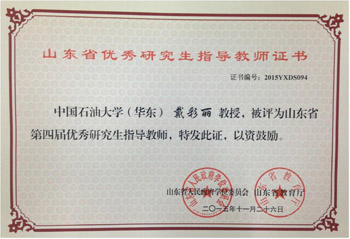 山东省优秀研究生指导教师证书
证书编号：2015YXDS094
中国石油大学（华东）戴彩丽教授，被评为山东省
第四届优秀研究生指导教师，特发此证，以资鼓励。
山东省人民政府学位委员会 山东省教育厅
二〇一五年十一月二十六日